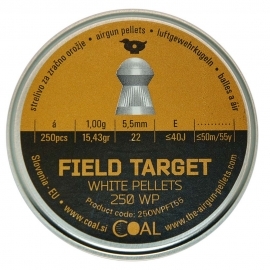 strelivo za zračno orožje • airgun pellets • luftgewehrkugeln • balles a air
á 1,00g 5,5mm E
250pcs 15,43gr .22 ≤40J ≤50m/55y
FIELD TARGET
WHITE PELLETS
250 WP
Product code: 250WPFT55
COAL
Slovenia - EU • www.coal.si
the-airgun-pellets.com